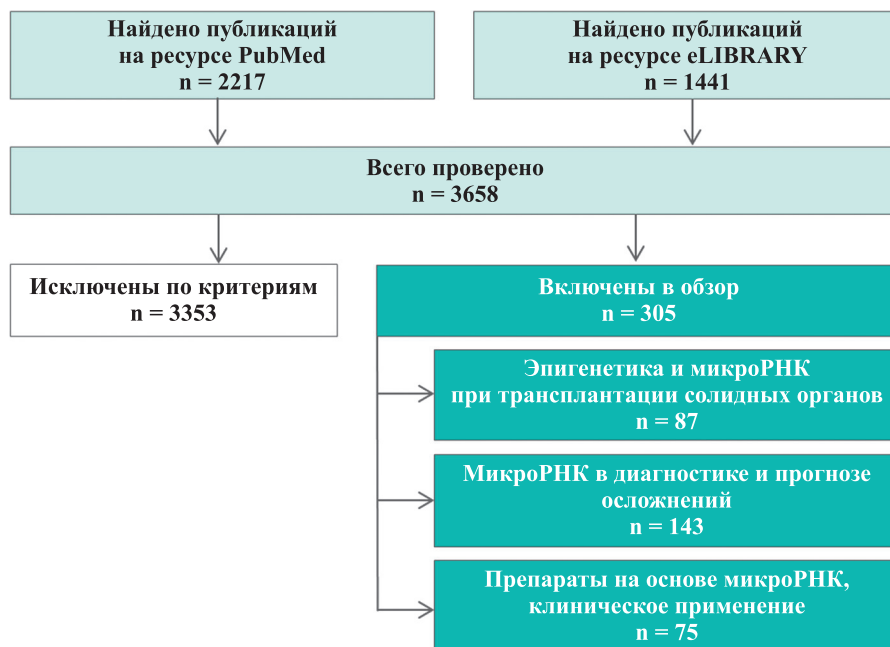 Найдено публикаций
на ресурсе PubMed
n = 2217
Найдено публикаций
на ресурсе eLIBRARY
n = 1441
Всего проверено
n = 3658
Исключены по критериям
n = 3353
Включены в обзор
n = 305
Эпигенетика и микроРНК
при трансплантации солидных органов
n = 87
МикроРНК в диагностике и прогнозе
осложнений
n = 143
Препараты на основе микроРНК,
клиническое применение
n = 75